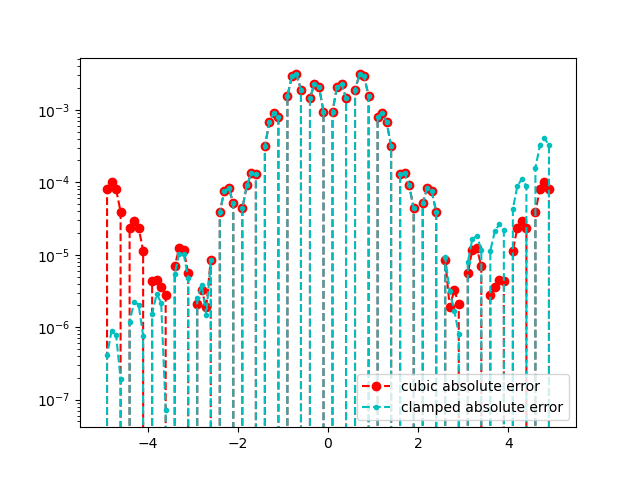 10⁻³
10⁻⁴
10⁻⁵
10⁻⁶
10⁻⁷
−4 −2 0 2 4
cubic absolute error
clamped absolute error